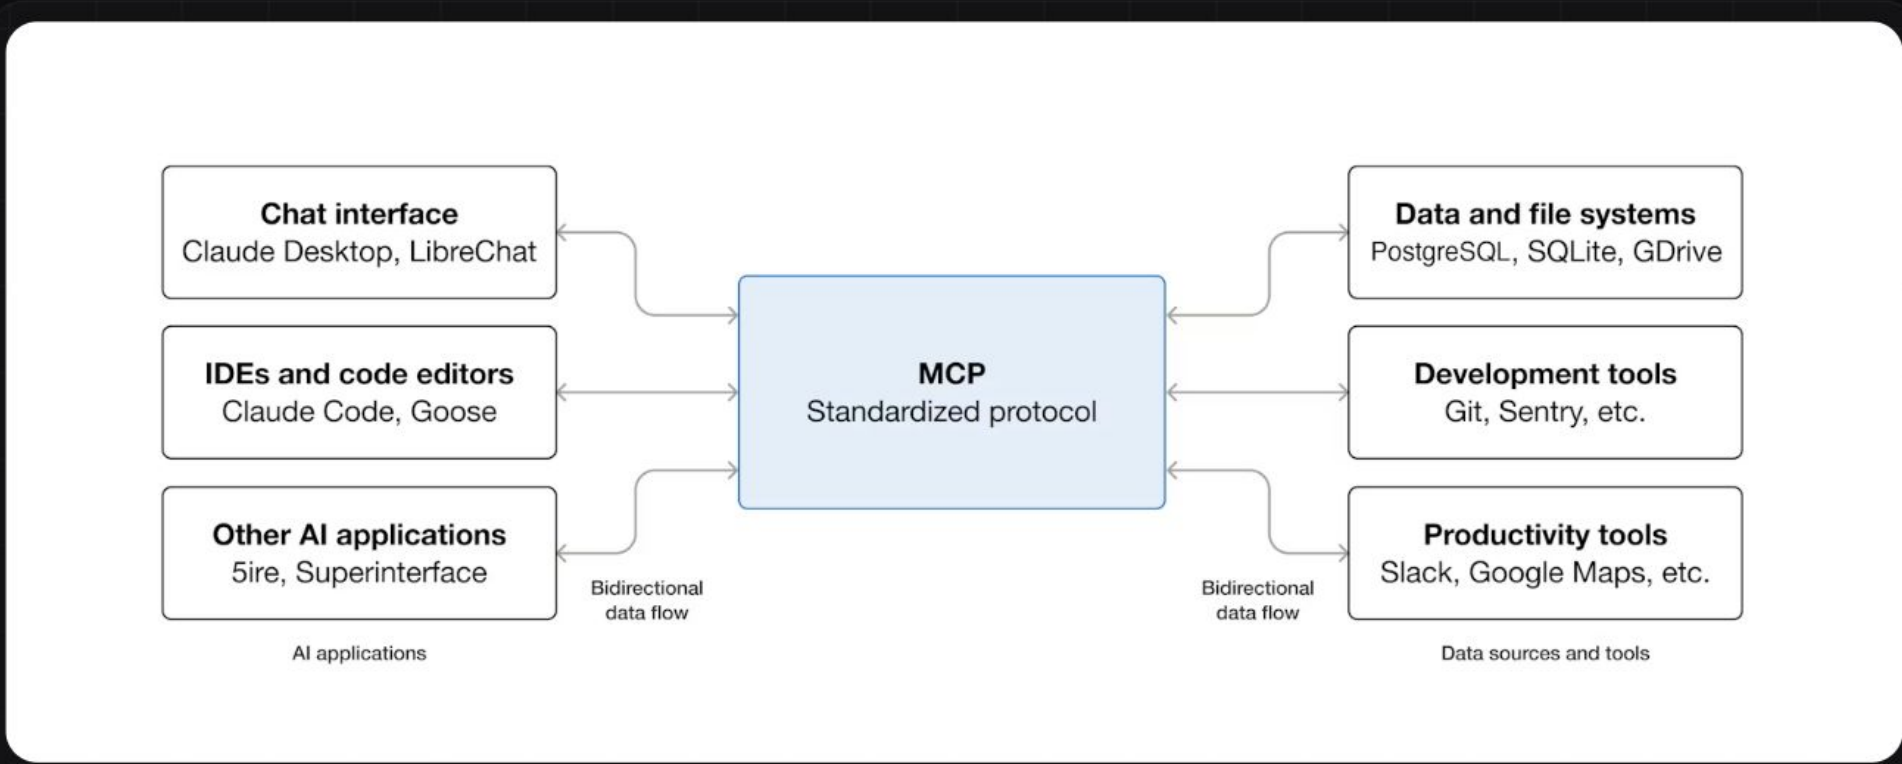 Chat interface
Claude Desktop, LibreChat
IDEs and code editors
Claude Code, Goose
Other AI applications
5ire, Superinterface
AI applications
Bidirectional
data flow
MCP
Standardized protocol
Bidirectional
data flow
Data and file systems
PostgreSQL, SQLite, GDrive
Development tools
Git, Sentry, etc.
Productivity tools
Slack, Google Maps, etc.
Data sources and tools